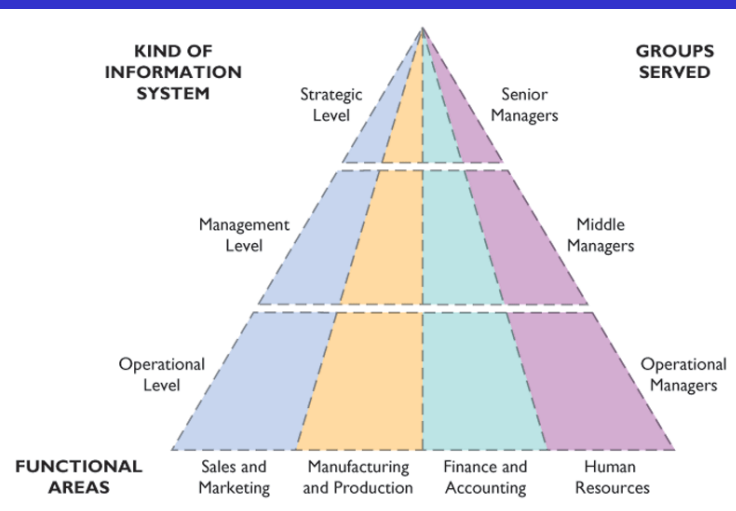 KIND OF
INFORMATION
SYSTEM
GROUPS
SERVED
Strategic
Level
Senior
Managers
Management
Level
Middle
Managers
Operational
Level
Operational
Managers
FUNCTIONAL
AREAS
Sales and
Marketing
Manufacturing
and Production
Finance and
Accounting
Human
Resources